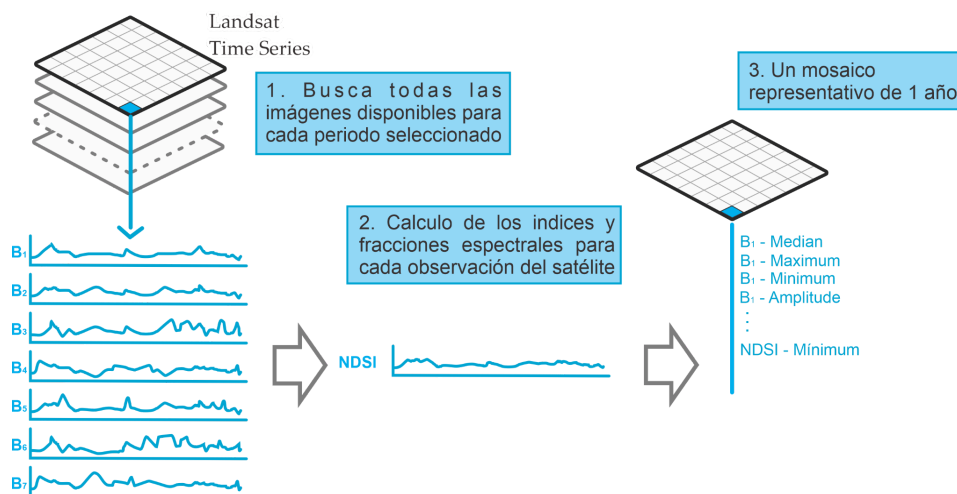 Landsat
Time Series
1. Busca todas las
imágenes disponibles para
cada periodo seleccionado
3. Un mosaico
representativo de 1 año
2. Calculo de los indices y
fracciones espectrales para
cada observación del satélite
B1
B2
B3
B4
B5
B6
B7
NDSI
B1 - Median
B1 - Maximum
B1 - Minimum
B1 - Amplitude
NDSI - Mínimum